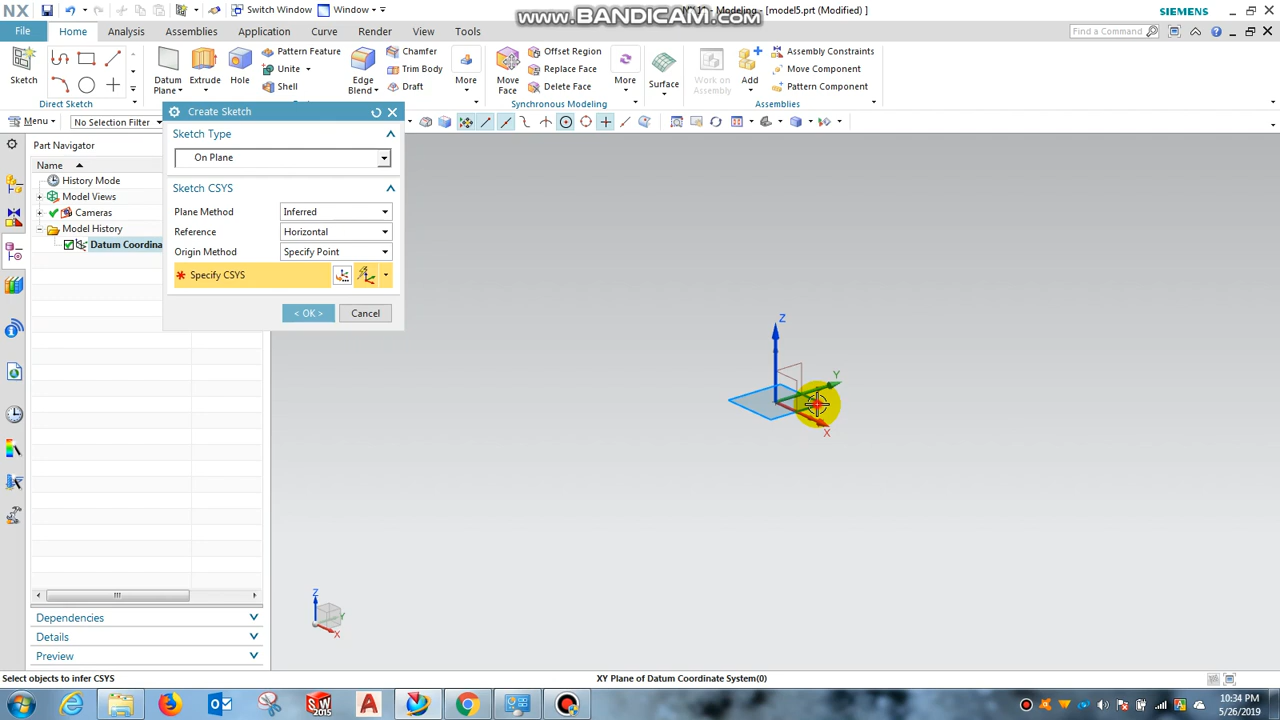 NX
Switch Window
Window
Modeling - [model5.prt (Modified) ]
www.BANDICAM.com
SIEMENS
File
Home
Analysis
Assemblies
Application
Curve
Render
View
Tools
Find a Command
Sketch
Direct Sketch
Datum Plane
Extrude
Hole
Pattern Feature
Unite
Shell
Edge Blend
Chamfer
Trim Body
Draft
More
Move Face
Offset Region
Replace Face
Delete Face
More
Synchronous Modeling
Surface
Work on Assembly
Add
Assembly Constraints
Move Component
Pattern Component
Assemblies
Menu
No Selection Filter
Create Sketch
Sketch Type
On Plane
Sketch CSYS
Plane Method Inferred
Reference Horizontal
Origin Method Specify Point
* Specify CSYS
< OK >
Cancel
Part Navigator
Name
History Mode
Model Views
Cameras
Model History
Datum Coordina
Z
Y
X
Z
Y
X
Dependencies
Details
Preview
Select objects to infer CSYS
XY Plane of Datum Coordinate System(0)
SW
2015
A
10:34 PM
5/26/2019